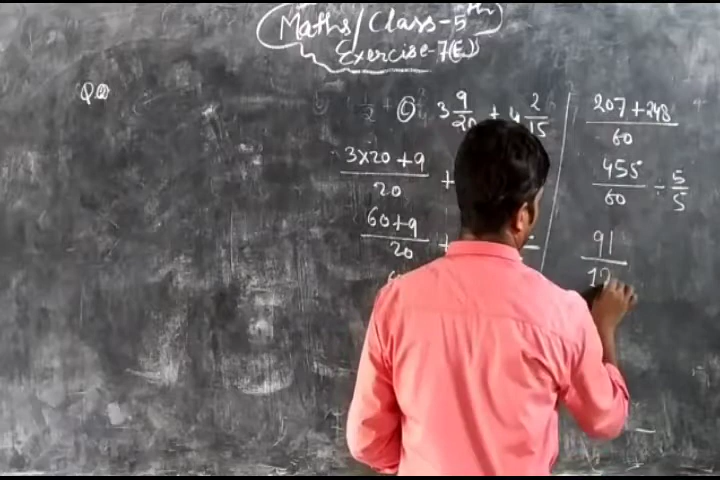 Maths/Class-5th
Exercise-7(E)
Q②
ⓒ 3 9/20 + 4 2/15
3×20+9/20 +
60+9/20 +
207+248/60
455/60 ÷ 5/5
91/12